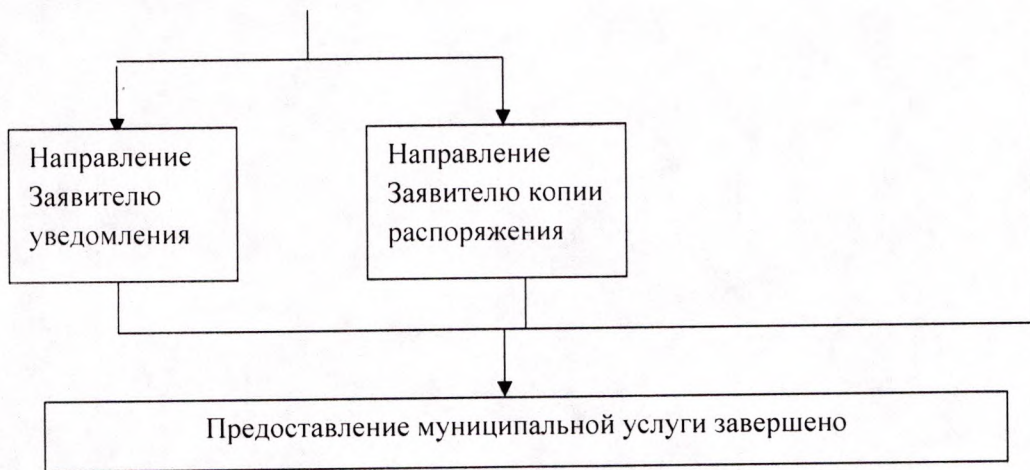 Направление
Заявителю
уведомления
Направление
Заявителю копии
распоряжения
Предоставление муниципальной услуги завершено